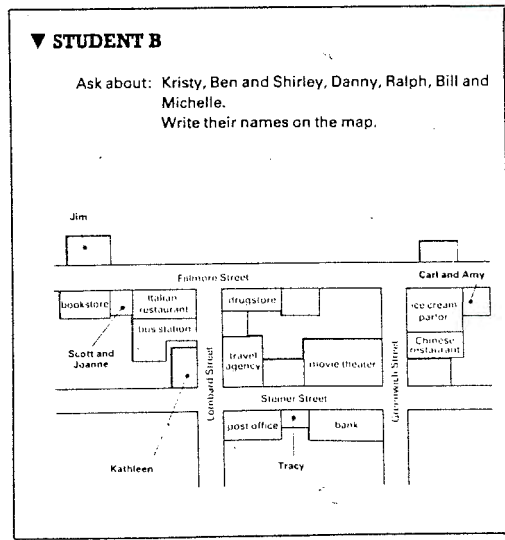 ▼ STUDENT B
Ask about: Kristy, Ben and Shirley, Danny, Ralph, Bill and
Michelle.
Write their names on the map.
Jim
Fillmore Street
Carl and Amy
bookstore
Italian
restaurant
drugstore
ice cream
parlor
bus station
Scott and
Joanne
travel
agency
movie theater
Chinese
restaurant
Lombard Street
Greenwich Street
Steiner Street
post office
bank
Kathleen
Tracy